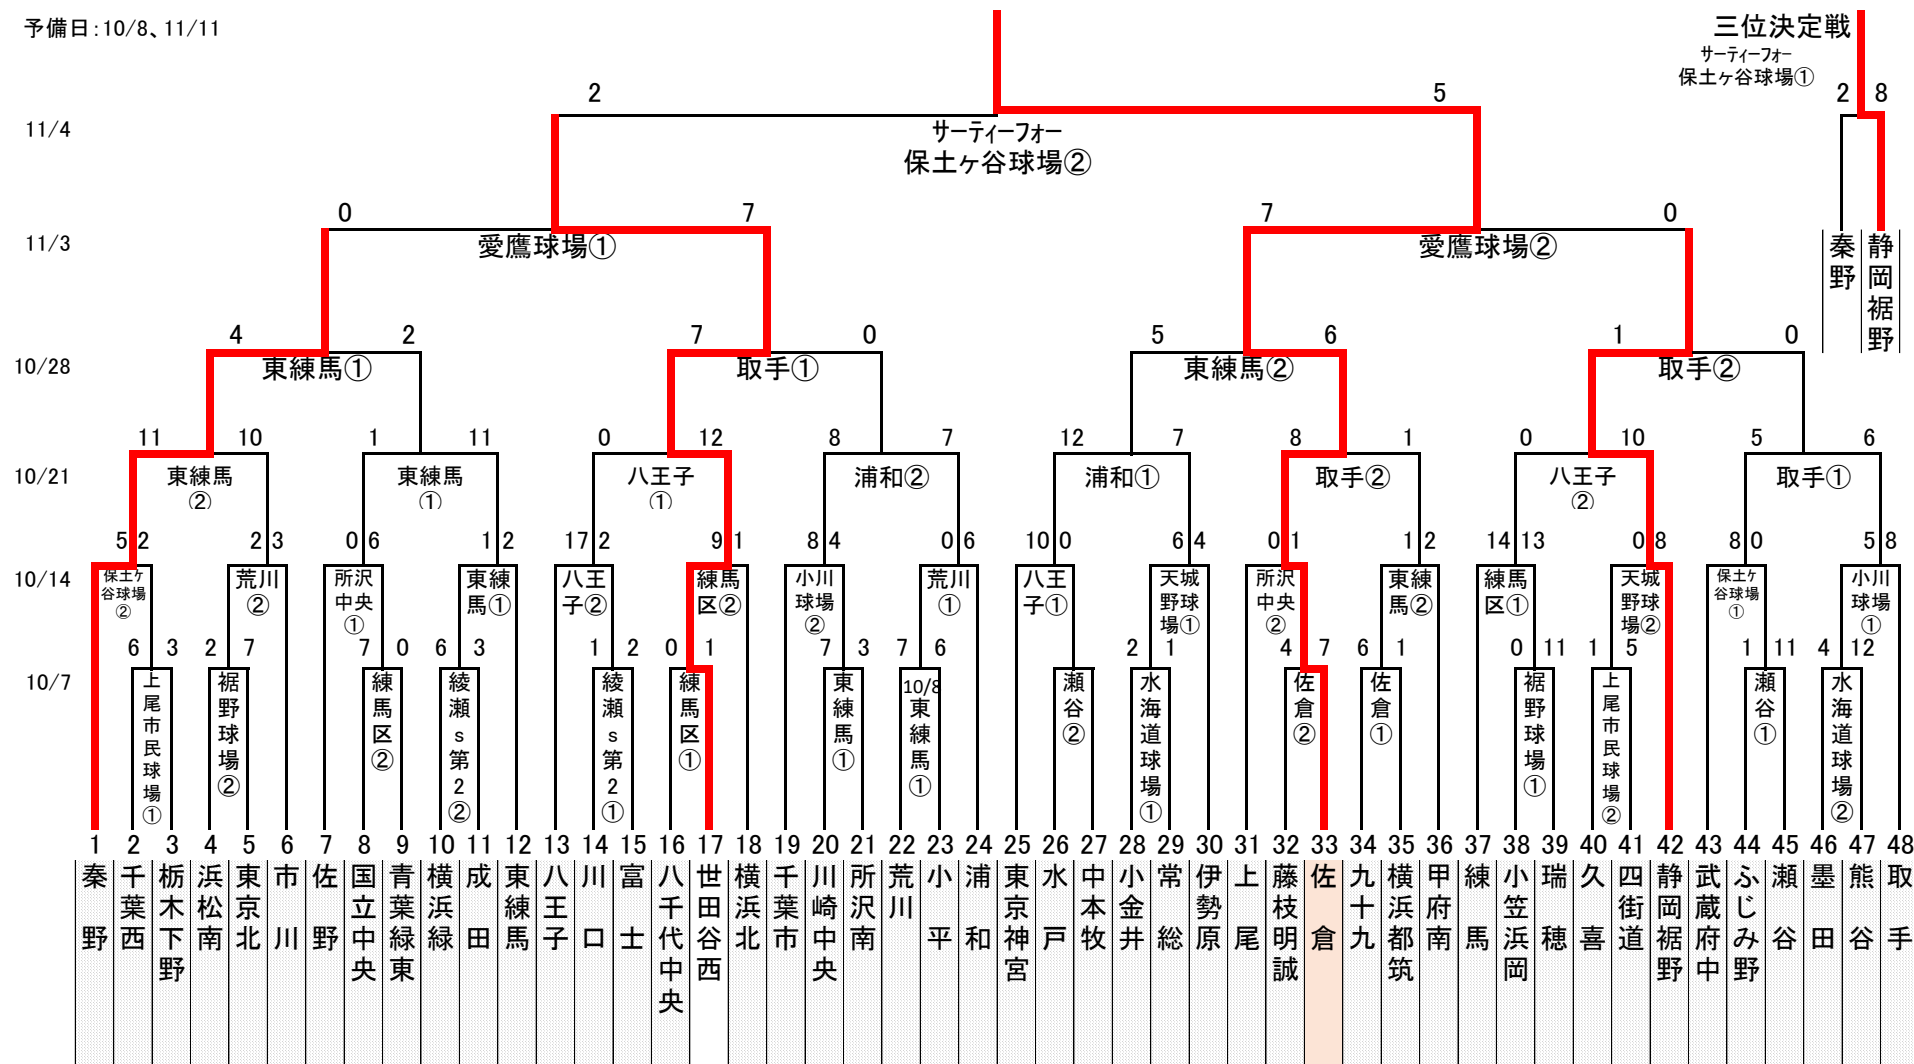 予備日：10/8、11/11
三位決定戦
サーティーフォー
保土ヶ谷球場①
2 8
秦野
静岡裾野
11/4
2 5
サーティーフォー
保土ヶ谷球場②
11/3
0 7 7 0
愛鷹球場① 愛鷹球場②
10/28
4 2 7 0 5 6 1 0
東練馬① 取手① 東練馬② 取手②
10/21
11 10 1 11 0 12 8 7 12 7 8 1 0 10 5 6
東練馬② 東練馬① 八王子① 浦和② 浦和① 取手② 八王子② 取手①
10/14
5 2 2 3 0 6 1 2 17 2 9 1 8 4 0 6 10 0 6 4 0 1 1 2 14 13 0 8 8 0 5 8
保土ヶ谷球場② 荒川② 所沢中央① 東練馬① 八王子② 練馬区② 小川球場② 荒川① 八王子① 天城野球場① 所沢中央② 東練馬② 練馬区① 天城野球場② 保土ヶ谷球場① 小川球場①
10/7
6 3 2 7 7 0 6 3 1 2 0 1 7 3 7 6 2 1 4 7 6 1 0 11 1 5 1 11 4 12
上尾市民球場① 裾野球場② 練馬区② 綾瀬s第2② 綾瀬s第2① 練馬区① 東練馬① 10/8東練馬① 瀬谷② 水海道球場① 佐倉② 佐倉① 裾野球場① 上尾市民球場② 瀬谷① 水海道球場②
1 2 3 4 5 6 7 8 9 10 11 12 13 14 15 16 17 18 19 20 21 22 23 24 25 26 27 28 29 30 31 32 33 34 35 36 37 38 39 40 41 42 43 44 45 46 47 48
秦野
千葉西
栃木下野
浜松南
東京北
市川
佐野
国立中央
青葉緑東
横浜緑
成田
東練馬
八王子
川口
富士
八千代中央
世田谷西
横浜北
千葉市
川崎中央
所沢南
荒川
小平
浦和
東京神宮
水戸
中本牧
小金井
常総
伊勢原
上尾
藤枝明誠
佐倉
九十九
横浜都筑
甲府南
練馬
小笠浜岡
瑞穂
久喜
四街道
静岡裾野
武蔵府中
ふじみ野
瀬谷
墨田
熊谷
取手